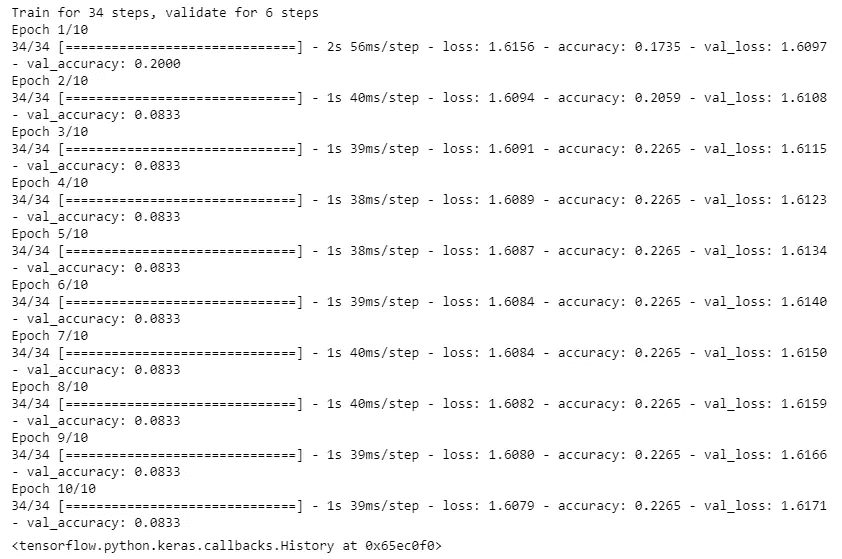 Train for 34 steps, validate for 6 steps
Epoch 1/10
34/34 [==============================] - 2s 56ms/step - loss: 1.6156 - accuracy: 0.1735 - val_loss: 1.6097
- val_accuracy: 0.2000
Epoch 2/10
34/34 [==============================] - 1s 40ms/step - loss: 1.6094 - accuracy: 0.2059 - val_loss: 1.6108
- val_accuracy: 0.0833
Epoch 3/10
34/34 [==============================] - 1s 39ms/step - loss: 1.6091 - accuracy: 0.2265 - val_loss: 1.6115
- val_accuracy: 0.0833
Epoch 4/10
34/34 [==============================] - 1s 38ms/step - loss: 1.6089 - accuracy: 0.2265 - val_loss: 1.6123
- val_accuracy: 0.0833
Epoch 5/10
34/34 [==============================] - 1s 38ms/step - loss: 1.6087 - accuracy: 0.2265 - val_loss: 1.6134
- val_accuracy: 0.0833
Epoch 6/10
34/34 [==============================] - 1s 39ms/step - loss: 1.6084 - accuracy: 0.2265 - val_loss: 1.6140
- val_accuracy: 0.0833
Epoch 7/10
34/34 [==============================] - 1s 40ms/step - loss: 1.6084 - accuracy: 0.2265 - val_loss: 1.6150
- val_accuracy: 0.0833
Epoch 8/10
34/34 [==============================] - 1s 40ms/step - loss: 1.6082 - accuracy: 0.2265 - val_loss: 1.6159
- val_accuracy: 0.0833
Epoch 9/10
34/34 [==============================] - 1s 39ms/step - loss: 1.6080 - accuracy: 0.2265 - val_loss: 1.6166
- val_accuracy: 0.0833
Epoch 10/10
34/34 [==============================] - 1s 39ms/step - loss: 1.6079 - accuracy: 0.2265 - val_loss: 1.6171
- val_accuracy: 0.0833
<tensorflow.python.keras.callbacks.History at 0x65ec0f0>